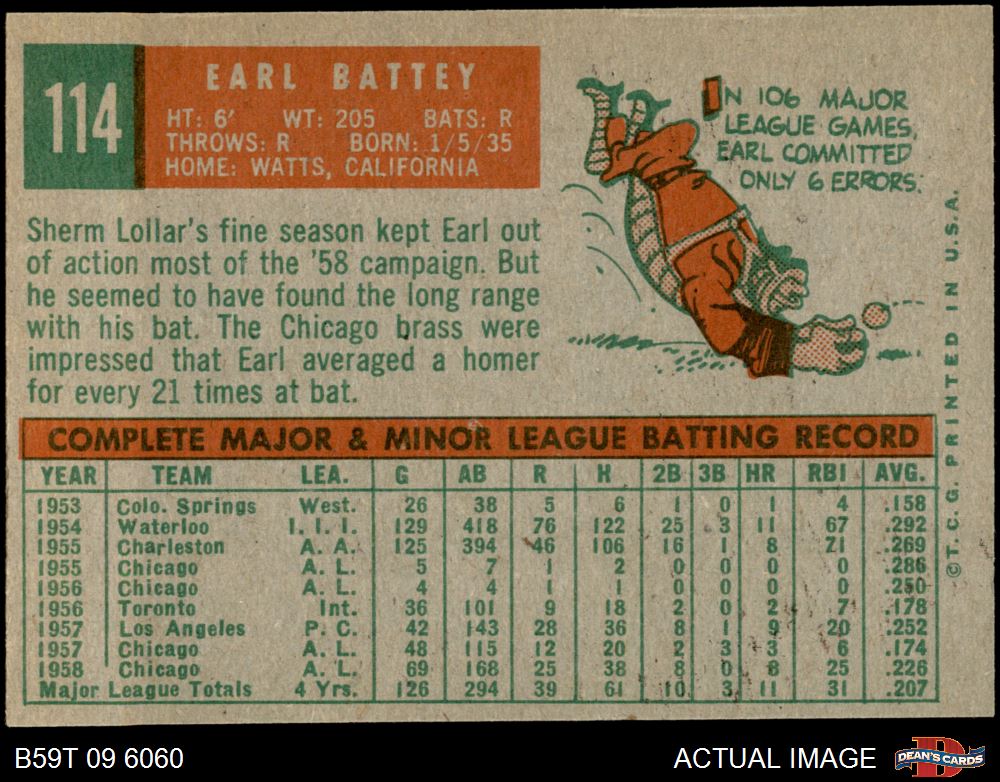 114
EARL BATTEY
HT: 6' WT: 205 BATS: R
THROWS: R BORN: 1/5/35
HOME: WATTS, CALIFORNIA
IN 106 MAJOR
LEAGUE GAMES,
EARL COMMITTED
ONLY 6 ERRORS.
Sherm Lollar's fine season kept Earl out
of action most of the '58 campaign. But
he seemed to have found the long range
with his bat. The Chicago brass were
impressed that Earl averaged a homer
for every 21 times at bat.
COMPLETE MAJOR & MINOR LEAGUE BATTING RECORD
YEAR TEAM LEA. G AB R H 2B 3B HR RBI AVG.
1953 Colo. Springs West. 26 38 5 6 1 0 1 4 .158
1954 Waterloo I. I. I. 129 418 76 122 25 3 11 67 .292
1955 Charleston A. A. 125 394 46 106 16 1 8 71 .269
1955 Chicago A. L. 5 7 1 2 0 0 0 0 .286
1956 Chicago A. L. 4 4 1 1 0 0 0 0 .250
1956 Toronto Int. 36 101 9 18 2 0 2 7 .178
1957 Los Angeles P. C. 42 143 28 36 8 1 9 20 .252
1957 Chicago A. L. 48 115 12 20 2 3 3 6 .174
1958 Chicago A. L. 69 168 25 38 8 0 8 25 .226
Major League Totals 4 Yrs. 126 294 39 61 10 3 11 31 .207
©T. C. G. PRINTED IN U.S.A.
B59T 09 6060
ACTUAL IMAGE
D
DEAN'S CARDS